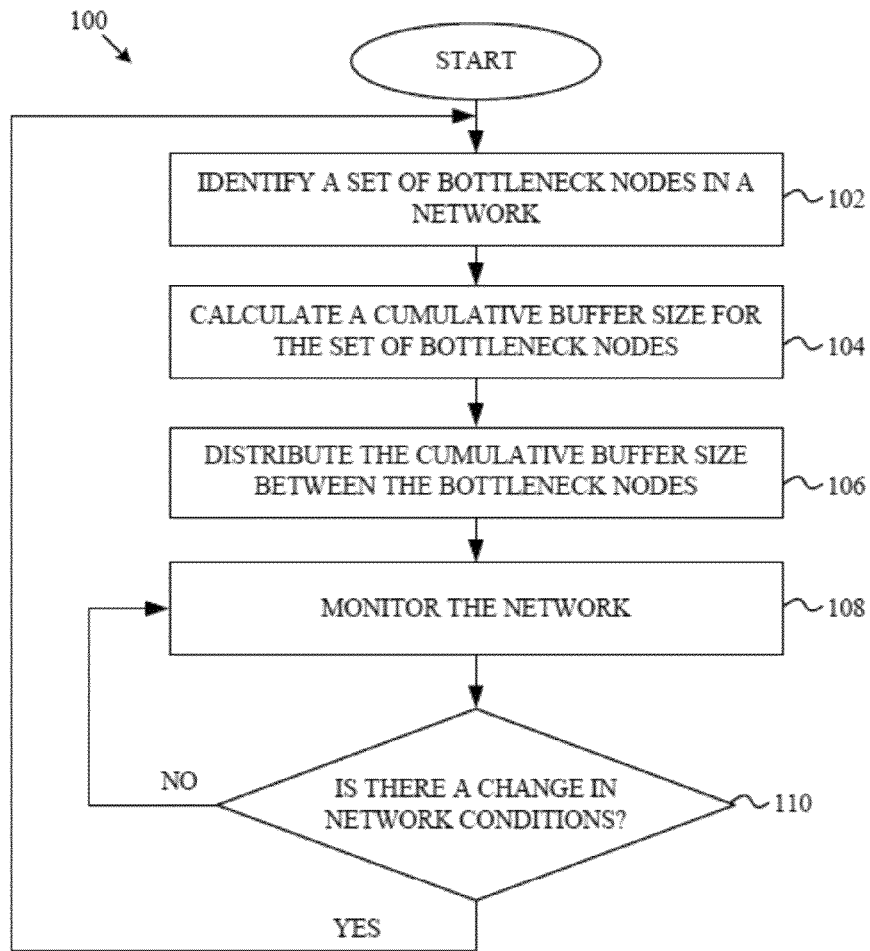 100
START
IDENTIFY A SET OF BOTTLENECK NODES IN A
NETWORK
102
CALCULATE A CUMULATIVE BUFFER SIZE FOR
THE SET OF BOTTLENECK NODES
104
DISTRIBUTE THE CUMULATIVE BUFFER SIZE
BETWEEN THE BOTTLENECK NODES
106
MONITOR THE NETWORK
108
NO
IS THERE A CHANGE IN
NETWORK CONDITIONS?
110
YES